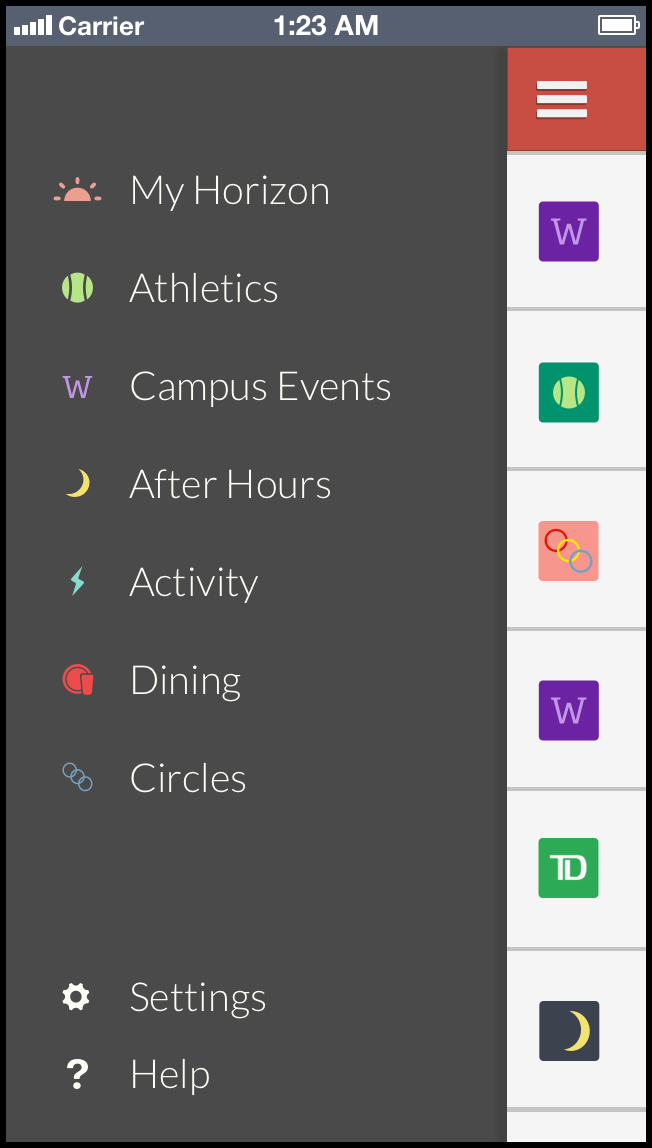 Carrier 1:23 AM
My Horizon
W
Athletics
W Campus Events
After Hours
Activity
Dining
W
Circles
TD
Settings
? Help